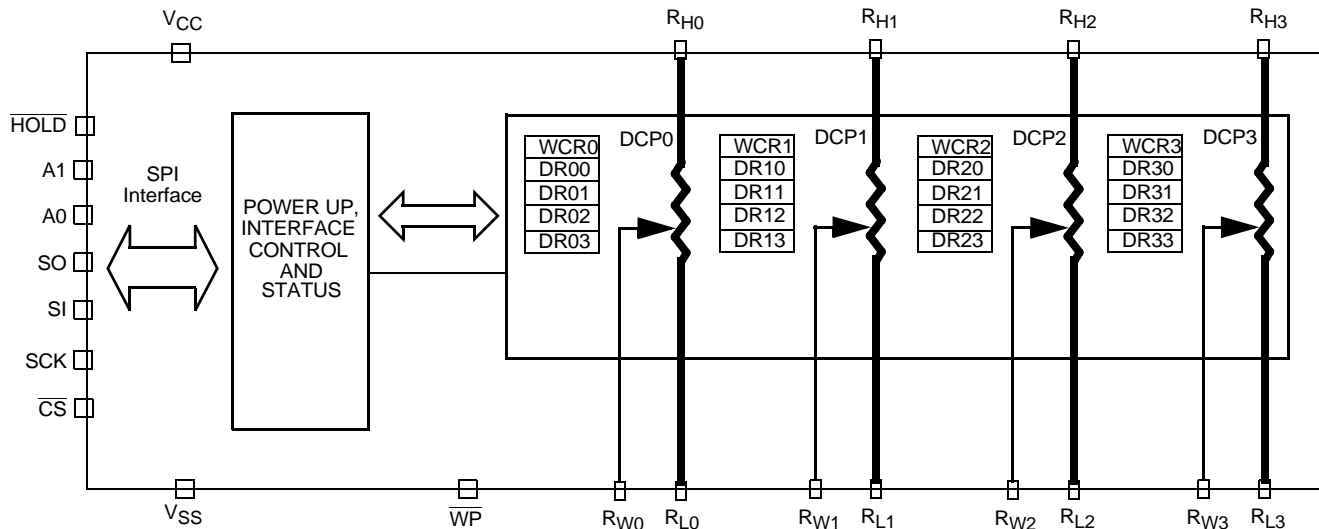 VCC
RH0
RH1
RH2
RH3
HOLD
A1
A0
SO
SI
SCK
CS
SPI
Interface
POWER UP,
INTERFACE
CONTROL
AND
STATUS
WCR0
DR00
DR01
DR02
DR03
DCP0
WCR1
DR10
DR11
DR12
DR13
DCP1
WCR2
DR20
DR21
DR22
DR23
DCP2
WCR3
DR30
DR31
DR32
DR33
DCP3
VSS
WP
RW0
RL0
RW1
RL1
RW2
RL2
RW3
RL3